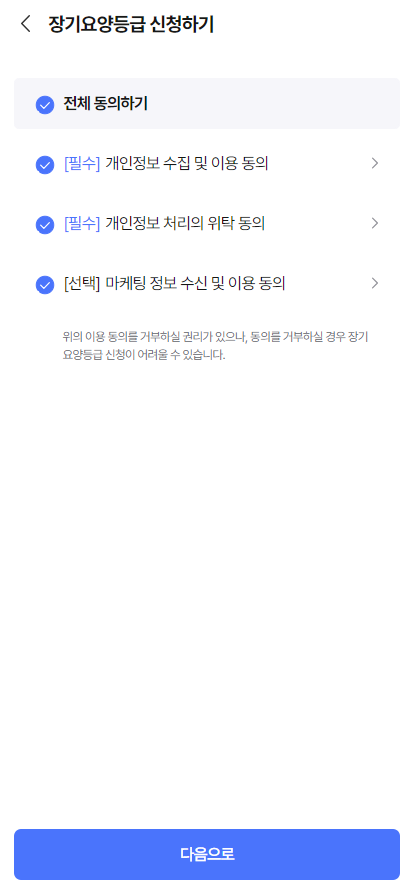 장기요양등급 신청하기
전체 동의하기
[필수] 개인정보 수집 및 이용 동의
[필수] 개인정보 처리의 위탁 동의
[선택] 마케팅 정보 수신 및 이용 동의
위의 이용 동의를 거부하실 권리가 있으나, 동의를 거부하실 경우 장기
요양등급 신청이 어려울 수 있습니다.
다음으로